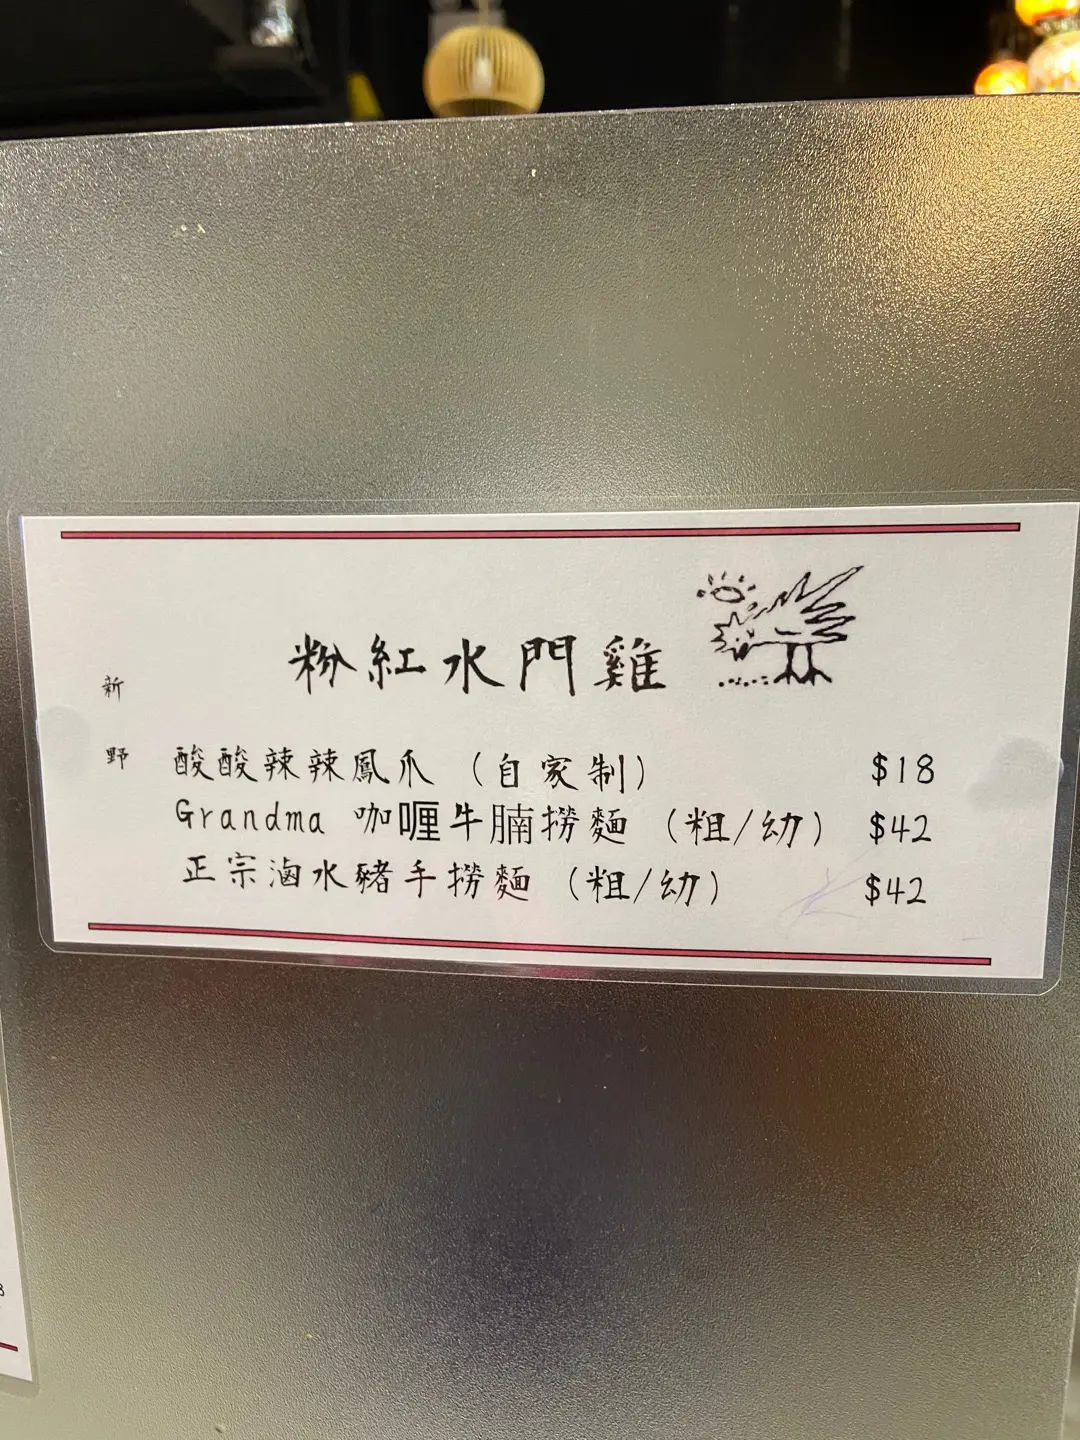 粉紅水門雞
新野
酸酸辣辣鳳爪（自家制） $18
Grandma 咖喱牛腩撈麵（粗/幼） $42
正宗滷水豬手撈麵（粗/幼） $42